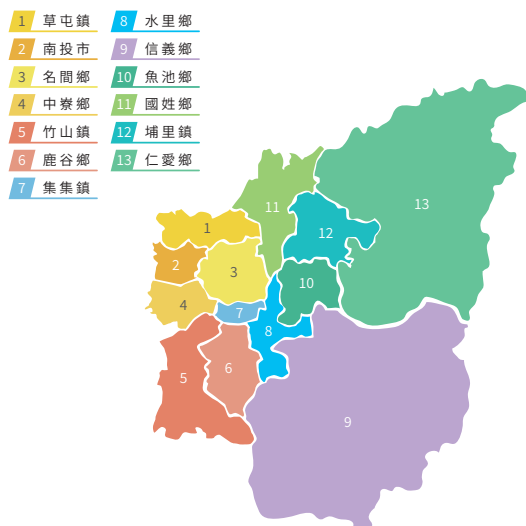 1 草屯鎮
2 南投市
3 名間鄉
4 中寮鄉
5 竹山鎮
6 鹿谷鄉
7 集集鎮
8 水里鄉
9 信義鄉
10 魚池鄉
11 國姓鄉
12 埔里鎮
13 仁愛鄉
13
11
1
12
2
3
10
4
7
8
6
5
9